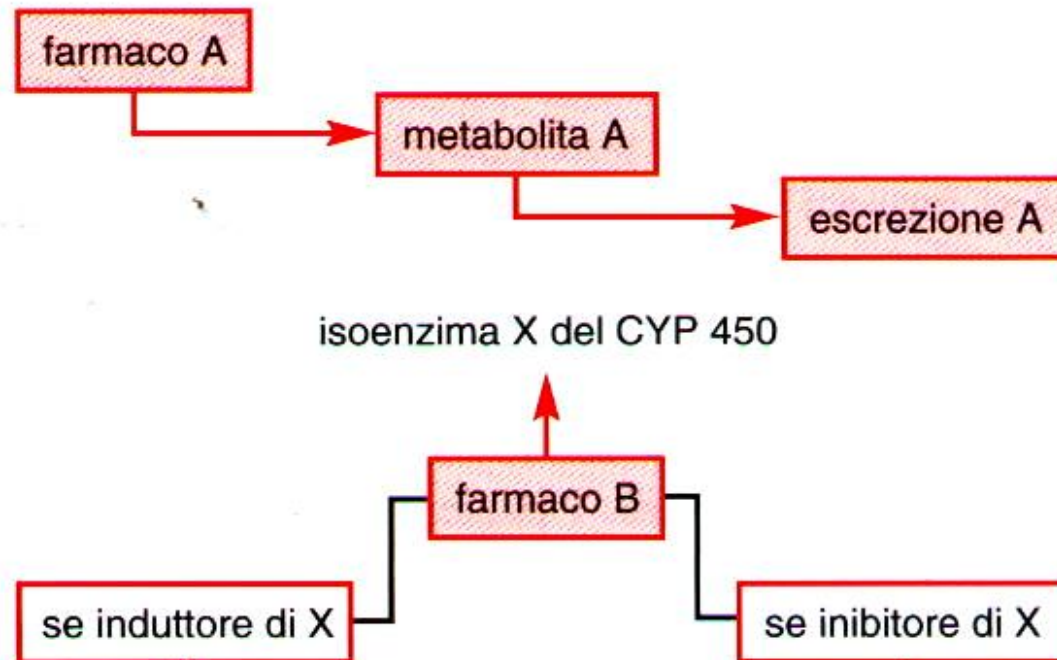 farmaco A
metabolita A
escrezione A
isoenzima X del CYP 450
farmaco B
se induttore di X
se inibitore di X